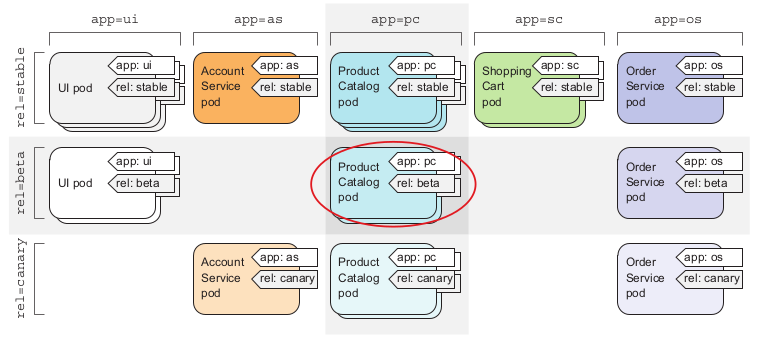 app=ui app=as app=pc app=sc app=os
rel=stable
UI pod
app: ui
rel: stable
Account
Service
pod
app: as
rel: stable
Product
Catalog
pod
app: pc
rel: stable
Shopping
Cart
pod
app: sc
rel: stable
Order
Service
pod
app: os
rel: stable
rel=beta
UI pod
app: ui
rel: beta
Product
Catalog
pod
app: pc
rel: beta
Order
Service
pod
app: os
rel: beta
rel=canary
Account
Service
pod
app: as
rel: canary
Product
Catalog
pod
app: pc
rel: canary
Order
Service
pod
app: os
rel: canary